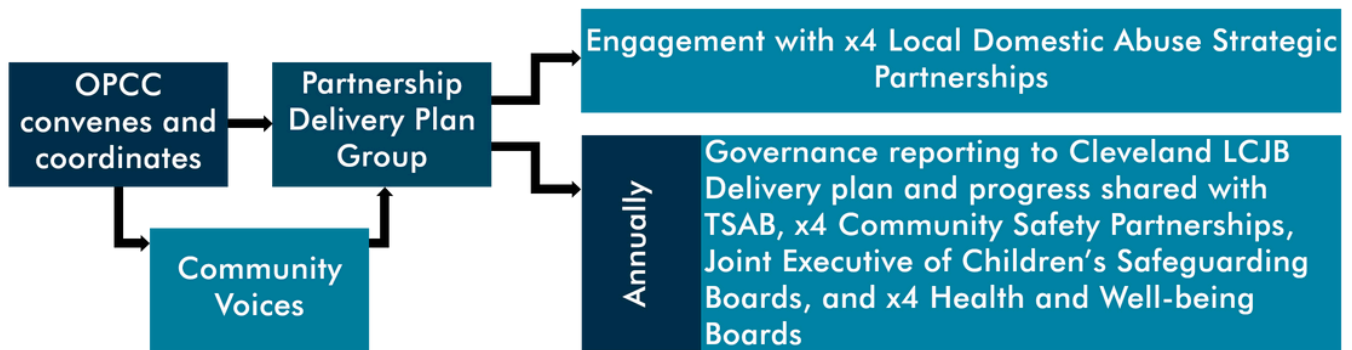 OPCC
convenes and
coordinates
Partnership
Delivery Plan
Group
Community
Voices
Engagement with x4 Local Domestic Abuse Strategic
Partnerships
Annually
Governance reporting to Cleveland LCJB
Delivery plan and progress shared with
TSAB, x4 Community Safety Partnerships,
Joint Executive of Children’s Safeguarding
Boards, and x4 Health and Well-being
Boards